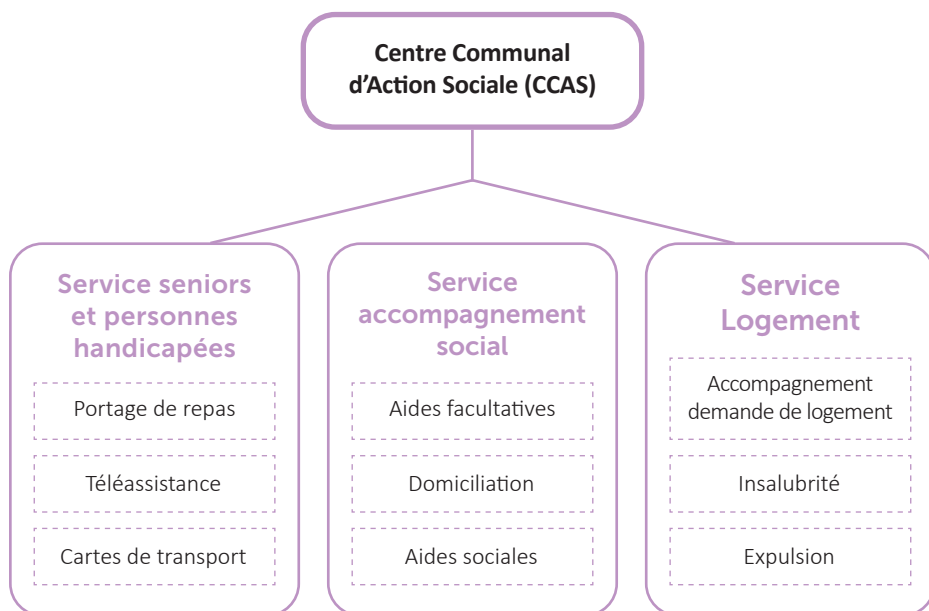 Centre Communal
d'Action Sociale (CCAS)
Service seniors
et personnes
handicapées
Portage de repas
Téléassistance
Cartes de transport
Service
accompagnement
social
Aides facultatives
Domiciliation
Aides sociales
Service
Logement
Accompagnement
demande de logement
Insalubrité
Expulsion